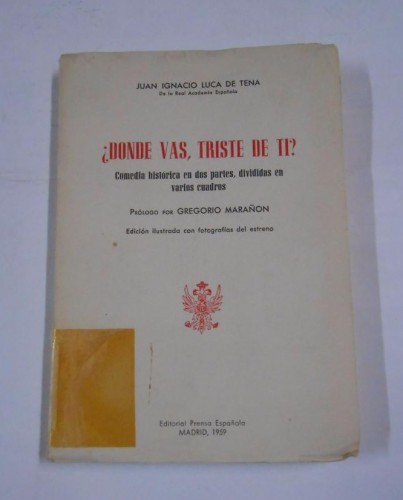 JUAN IGNACIO LUCA DE TENA
De la Real Academia Española
¿DONDE VAS, TRISTE DE TI?
Comedia histórica en dos partes, divididas en
varios cuadros
PRÓLOGO POR GREGORIO MARAÑON
Edición ilustrada con fotografías del estreno
Editorial Prensa Española
MADRID, 1959